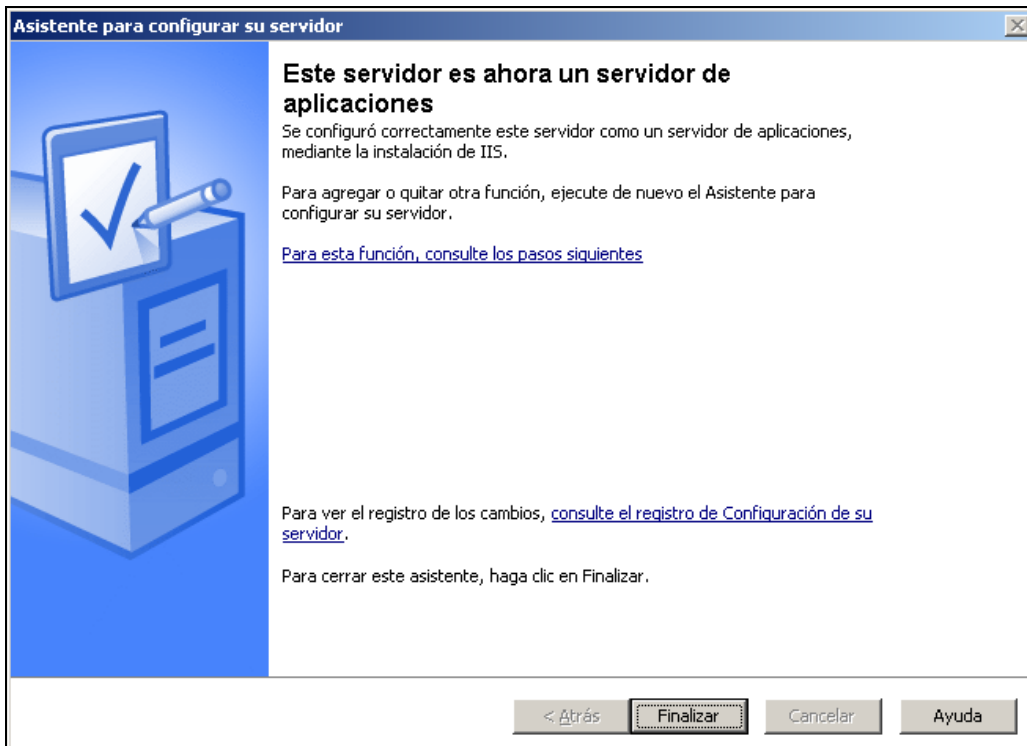 Asistente para configurar su servidor
Este servidor es ahora un servidor de
aplicaciones
Se configuró correctamente este servidor como un servidor de aplicaciones,
mediante la instalación de IIS.
Para agregar o quitar otra función, ejecute de nuevo el Asistente para
configurar su servidor.
Para esta función, consulte los pasos siguientes
Para ver el registro de los cambios, consulte el registro de Configuración de su
servidor.
Para cerrar este asistente, haga clic en Finalizar.
< Atrás Finalizar Cancelar Ayuda